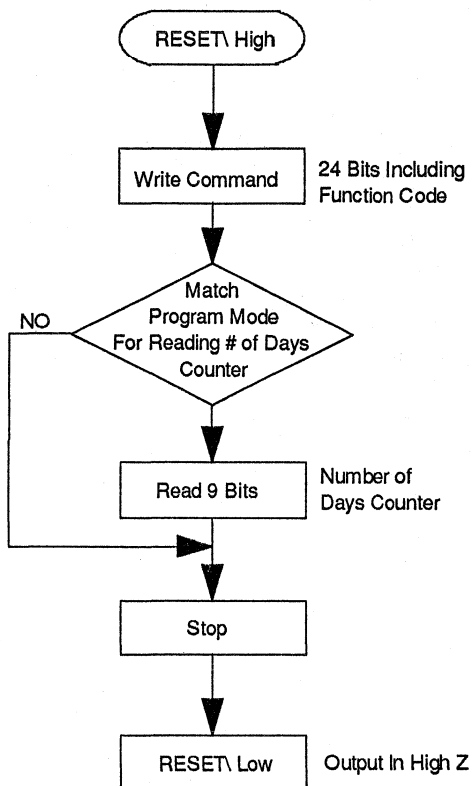 RESET\ High
Write Command
24 Bits Including
Function Code
Match
Program Mode
For Reading # of Days
Counter
NO
Read 9 Bits
Number of
Days Counter
Stop
RESET\ Low
Output In High Z